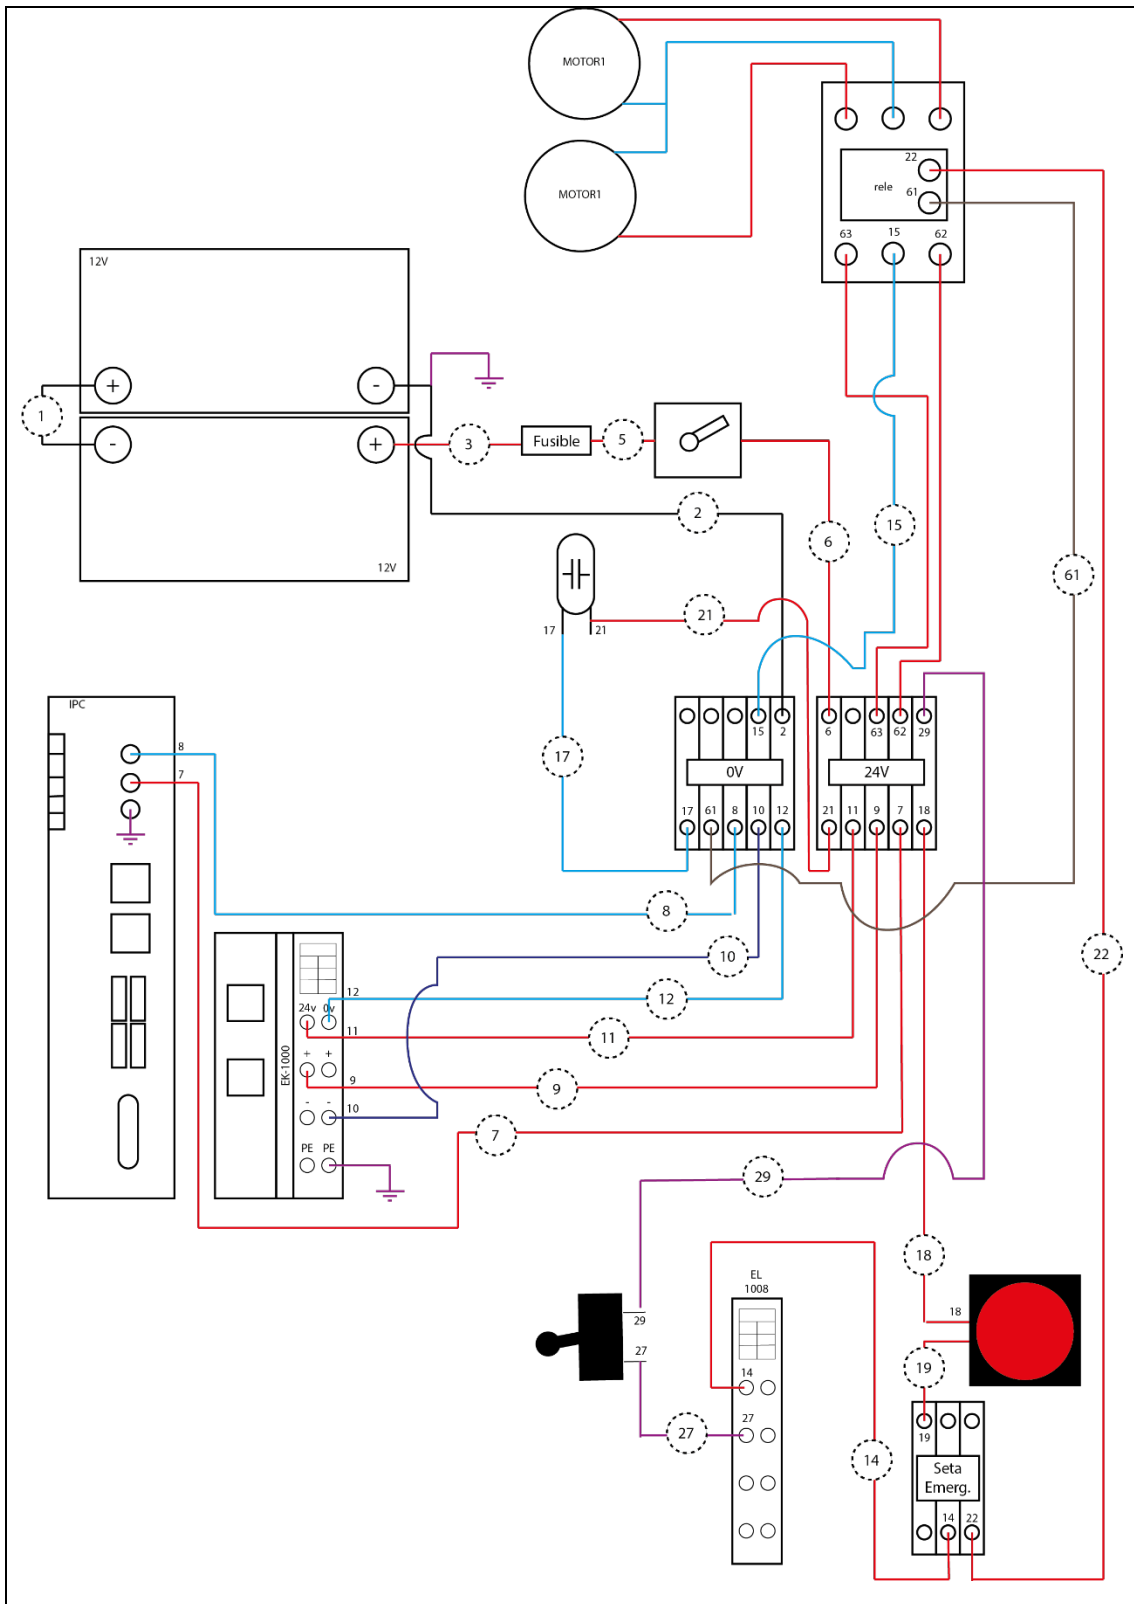 MOTOR1
MOTOR1
22
rele
61
63 15 62
12V
+ -
1
- +
3
Fusible
5
12V
2
6
15
61
21
17 21
17
IPC
8
7
15 2
6 63 62 29
0V
24V
17 61 8 10 12
21 11 9 7 18
8
10
22
12
12
24v 0v
11
11
EK-1000
+ +
9
9
- -
10
7
PE PE
29
18
EL
1008
18
29
27
19
14
27
27
19
14
Seta
Emerg.
14 22